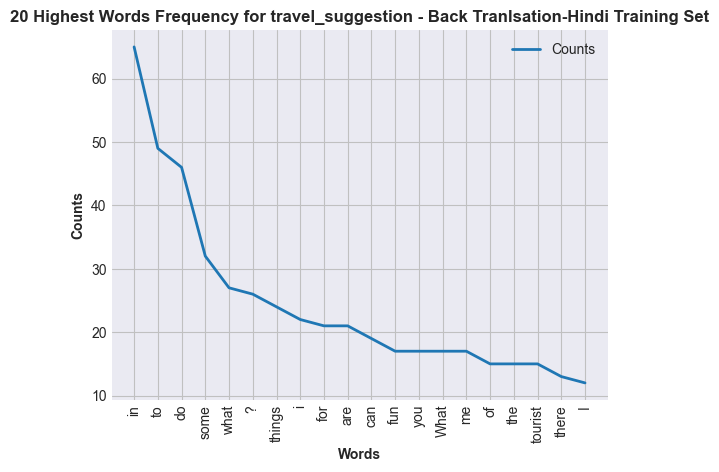 20 Highest Words Frequency for travel_suggestion - Back Tranlsation-Hindi Training Set
Counts
60
50
40
30
20
10
Counts
in
to
do
some
what
?
things
i
for
are
can
fun
you
What
me
of
the
tourist
there
I
Words